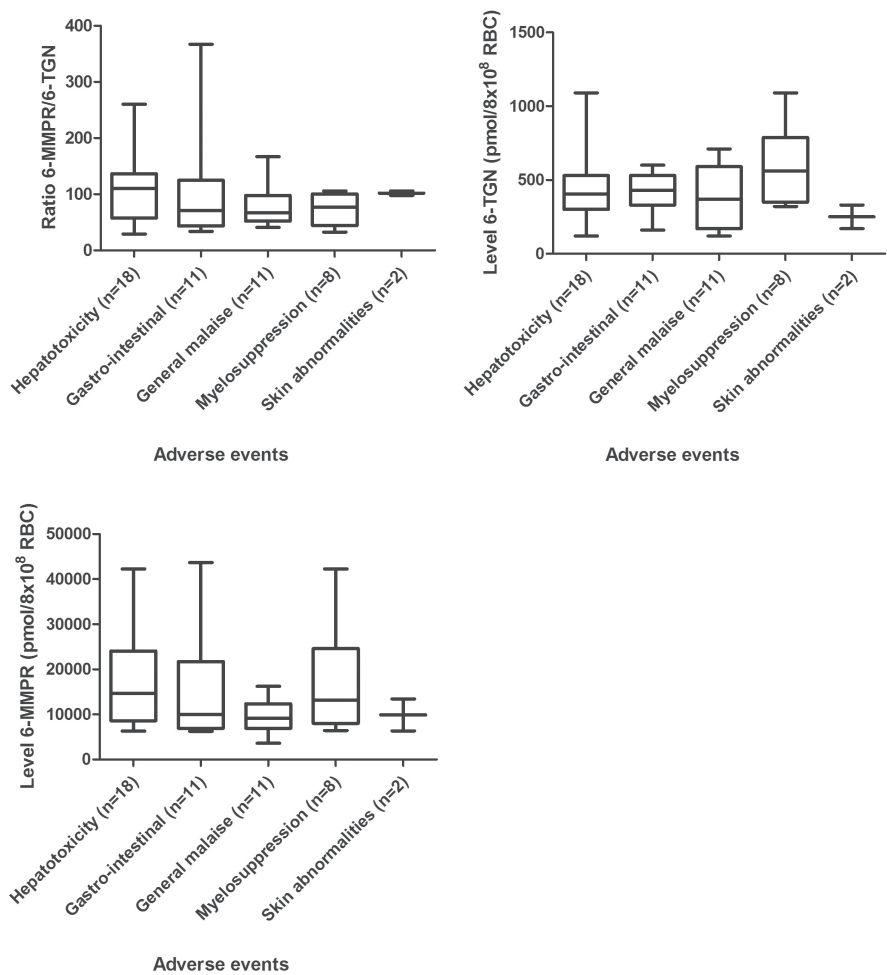 Ratio 6-MMPR/6-TGN
400
300
200
100
0
Hepatotoxicity (n=18)
Gastro-intestinal (n=11)
General malaise (n=11)
Myelosuppression (n=8)
Skin abnormalities (n=2)
Adverse events
Level 6-TGN (pmol/8x10⁸ RBC)
1500
1000
500
0
Hepatotoxicity (n=18)
Gastro-intestinal (n=11)
General malaise (n=11)
Myelosuppression (n=8)
Skin abnormalities (n=2)
Adverse events
Level 6-MMPR (pmol/8x10⁸ RBC)
50000
40000
30000
20000
10000
0
Hepatotoxicity (n=18)
Gastro-intestinal (n=11)
General malaise (n=11)
Myelosuppression (n=8)
Skin abnormalities (n=2)
Adverse events